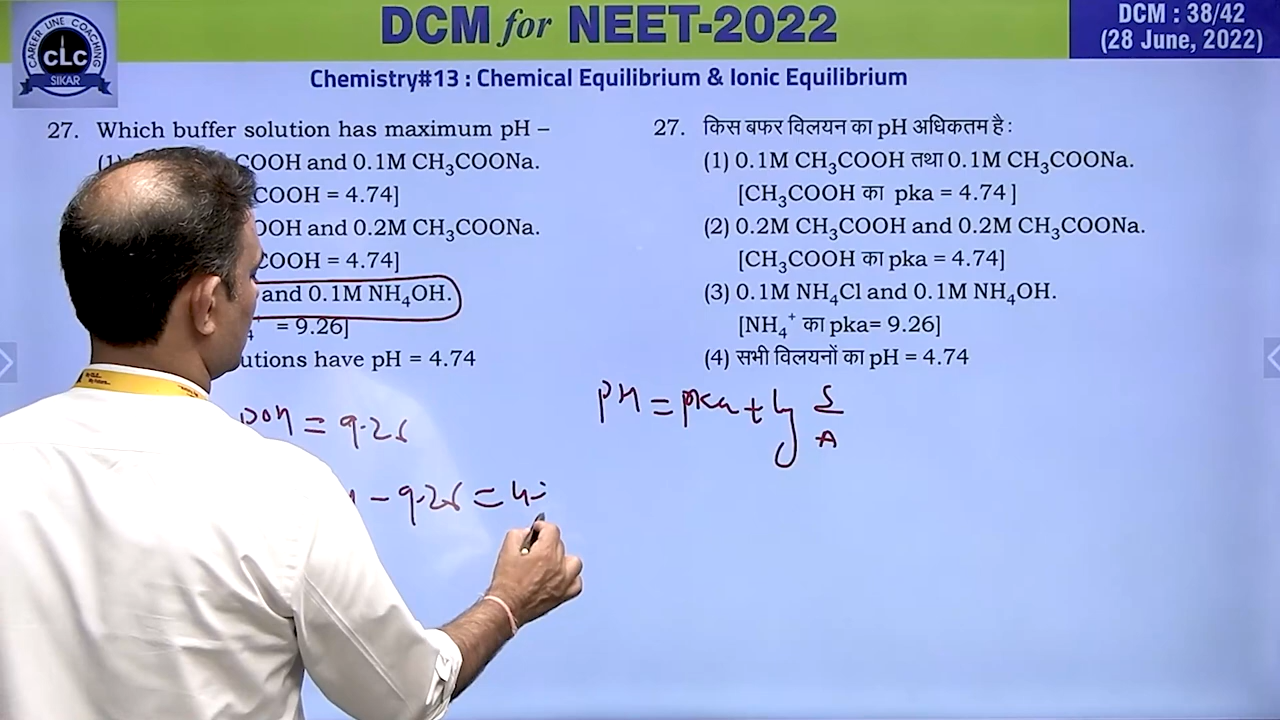 DCM for NEET-2022
DCM : 38/42
(28 June, 2022)
CAREER LINE COACHING
CLC
SIKAR
Chemistry#13 : Chemical Equilibrium & Ionic Equilibrium
27. Which buffer solution has maximum pH –
(1) COOH and 0.1M CH₃COONa.
COOH = 4.74]
OOH and 0.2M CH₃COONa.
COOH = 4.74]
and 0.1M NH₄OH.
⁺ = 9.26]
utions have pH = 4.74
27. किस बफर विलयन का pH अधिकतम है :
(1) 0.1M CH₃COOH तथा 0.1M CH₃COONa.
[CH₃COOH का pka = 4.74 ]
(2) 0.2M CH₃COOH and 0.2M CH₃COONa.
[CH₃COOH का pka = 4.74]
(3) 0.1M NH₄Cl and 0.1M NH₄OH.
[NH₄⁺ का pka= 9.26]
(4) सभी विलयनों का pH = 4.74
pOH = 9.26
– 9.26 = 4.
pH = pka + log S/A